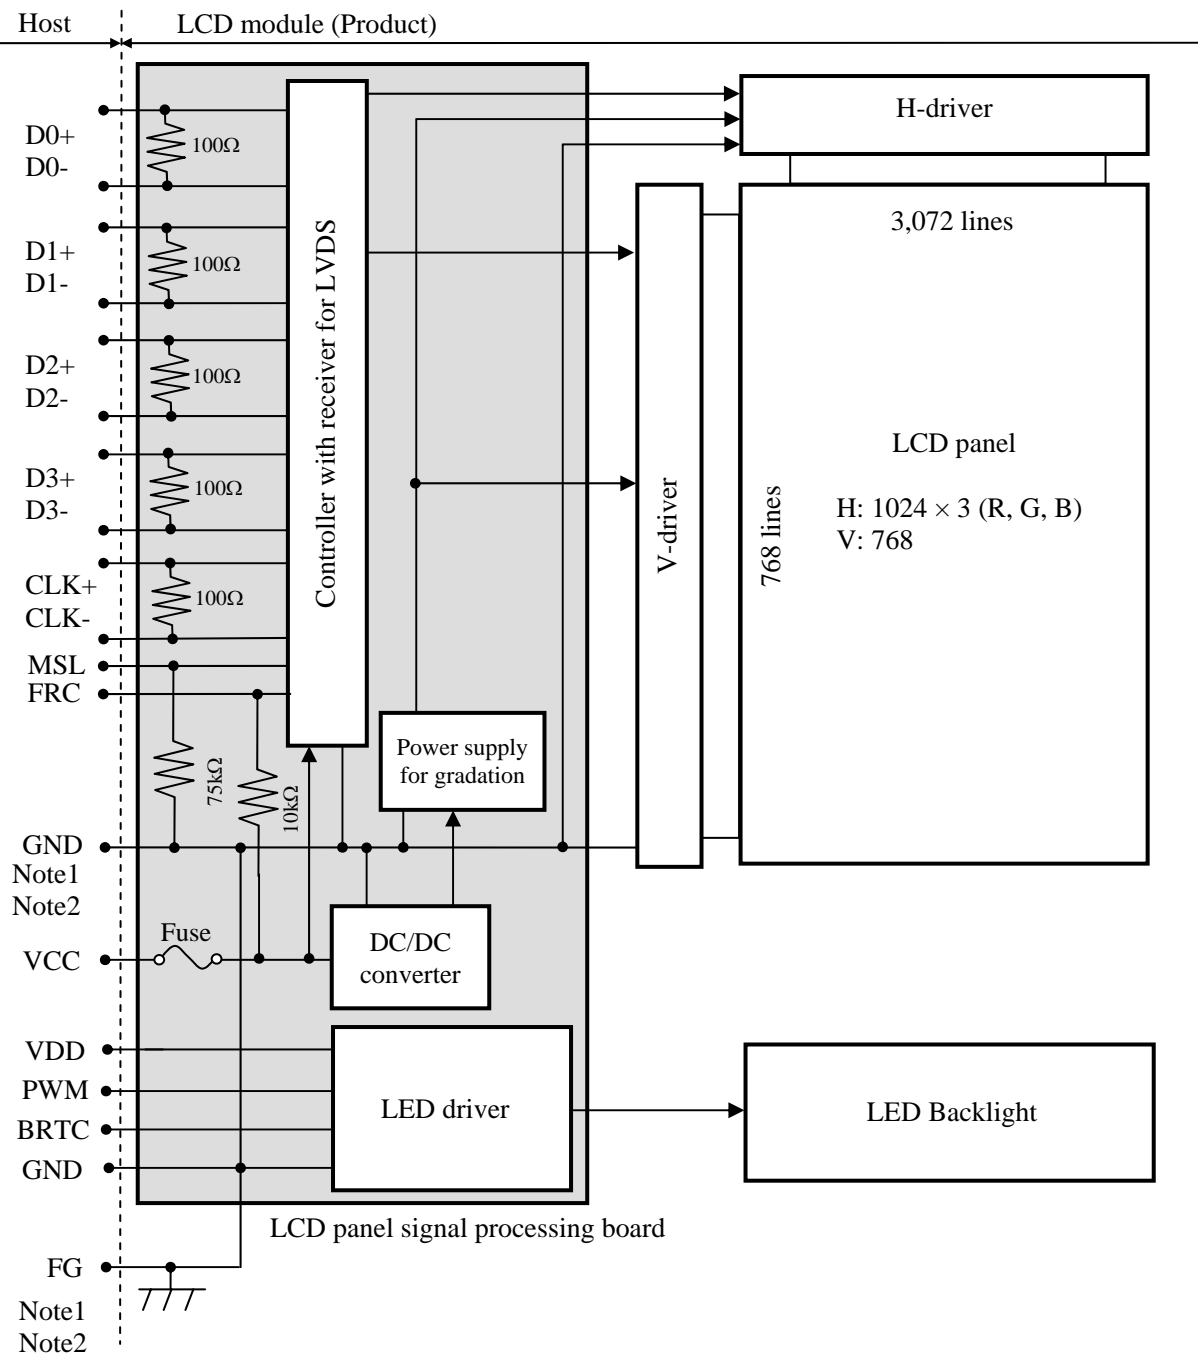 Host
LCD module (Product)
D0+
D0-
100Ω
D1+
D1-
100Ω
D2+
D2-
100Ω
D3+
D3-
100Ω
CLK+
CLK-
100Ω
MSL
FRC
75kΩ
10kΩ
Controller with receiver for LVDS
H-driver
V-driver
3,072 lines
768 lines
LCD panel
H: 1024 × 3 (R, G, B)
V: 768
Power supply
for gradation
GND
Note1
Note2
VCC
Fuse
DC/DC
converter
VDD
PWM
BRTC
GND
LED driver
LED Backlight
LCD panel signal processing board
FG
Note1
Note2